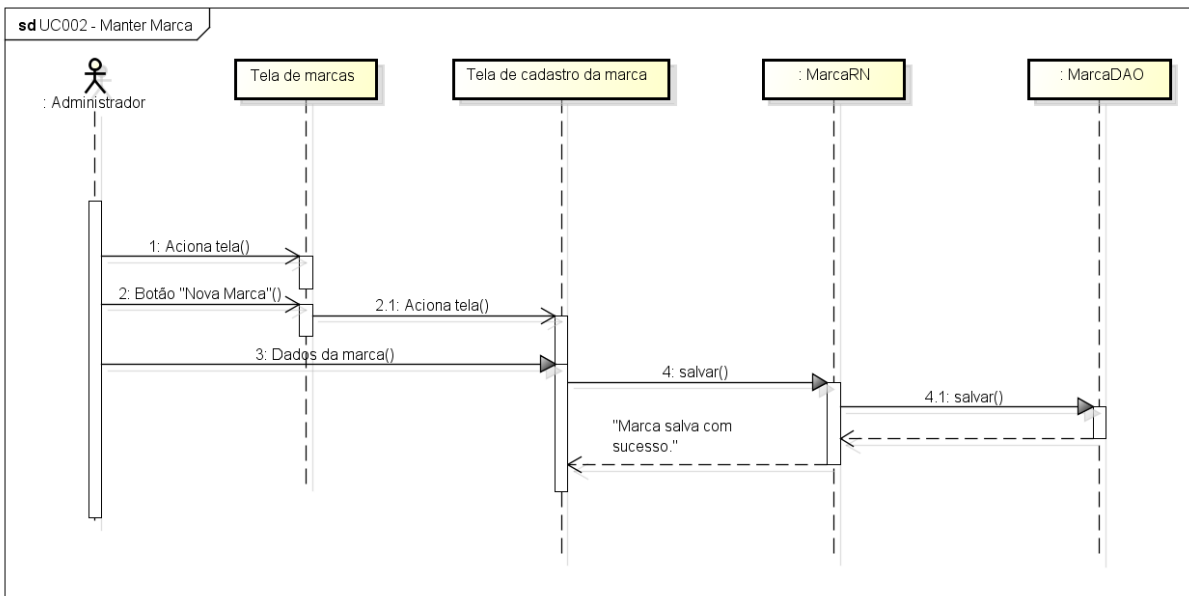 sd UC002 - Manter Marca
: Administrador
Tela de marcas
Tela de cadastro da marca
: MarcaRN
: MarcaDAO
1: Aciona tela()
2: Botão "Nova Marca"()
2.1: Aciona tela()
3: Dados da marca()
4: salvar()
4.1: salvar()
"Marca salva com
sucesso."